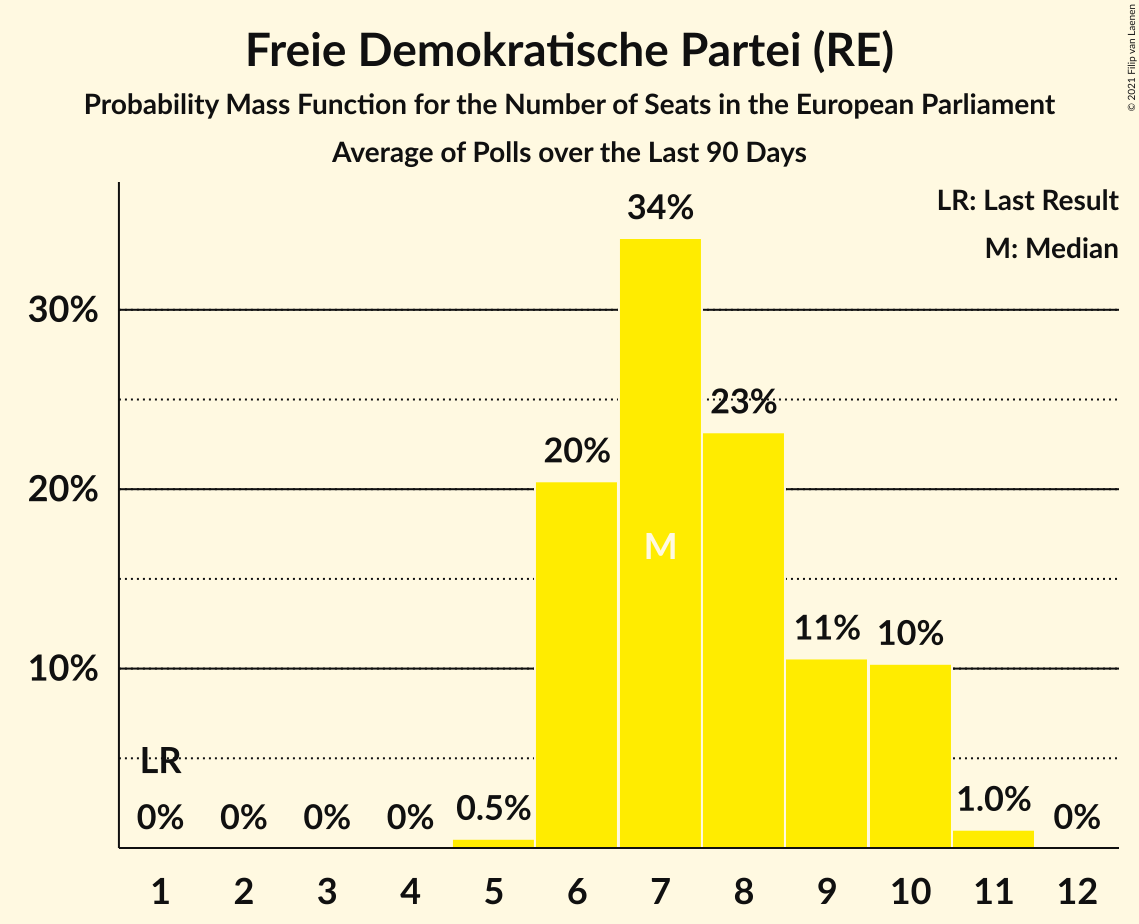 © 2021 Filip van Laenen
Freie Demokratische Partei (RE)
Probability Mass Function for the Number of Seats in the European Parliament
Average of Polls over the Last 90 Days
LR: Last Result
M: Median
34%
30%
23%
20%
20%
M
11%
10%
10%
LR
0%
0%
0%
0%
0.5%
1.0%
0%
1 2 3 4 5 6 7 8 9 10 11 12